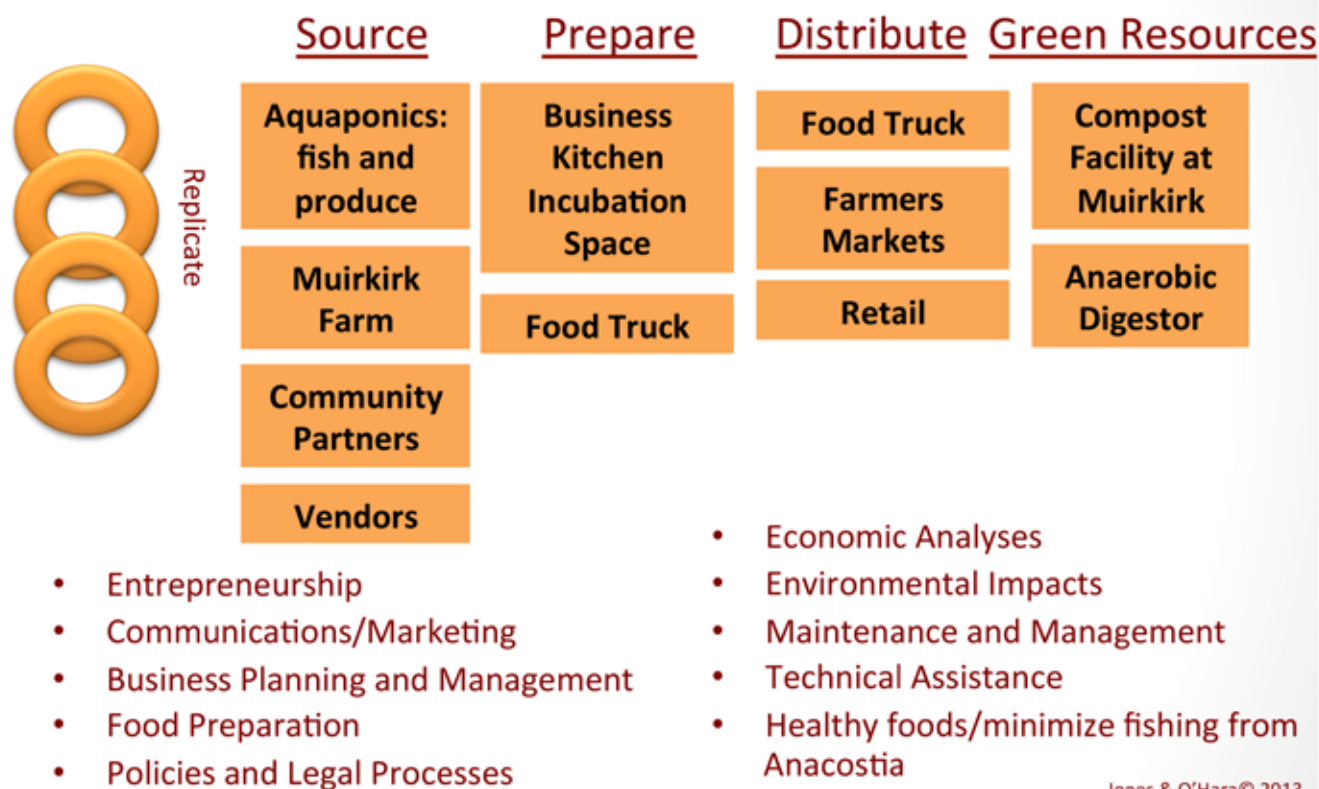 Source
Aquaponics:
fish and
produce
Muirkirk
Farm
Community
Partners
Vendors
Prepare
Business
Kitchen
Incubation
Space
Food Truck
Distribute
Food Truck
Farmers
Markets
Retail
Green Resources
Compost
Facility at
Muirkirk
Anaerobic
Digestor
Replicate
• Entrepreneurship
• Communications/Marketing
• Business Planning and Management
• Food Preparation
• Policies and Legal Processes
• Economic Analyses
• Environmental Impacts
• Maintenance and Management
• Technical Assistance
• Healthy foods/minimize fishing from
Anacostia
Jones & O'Hara© 2013